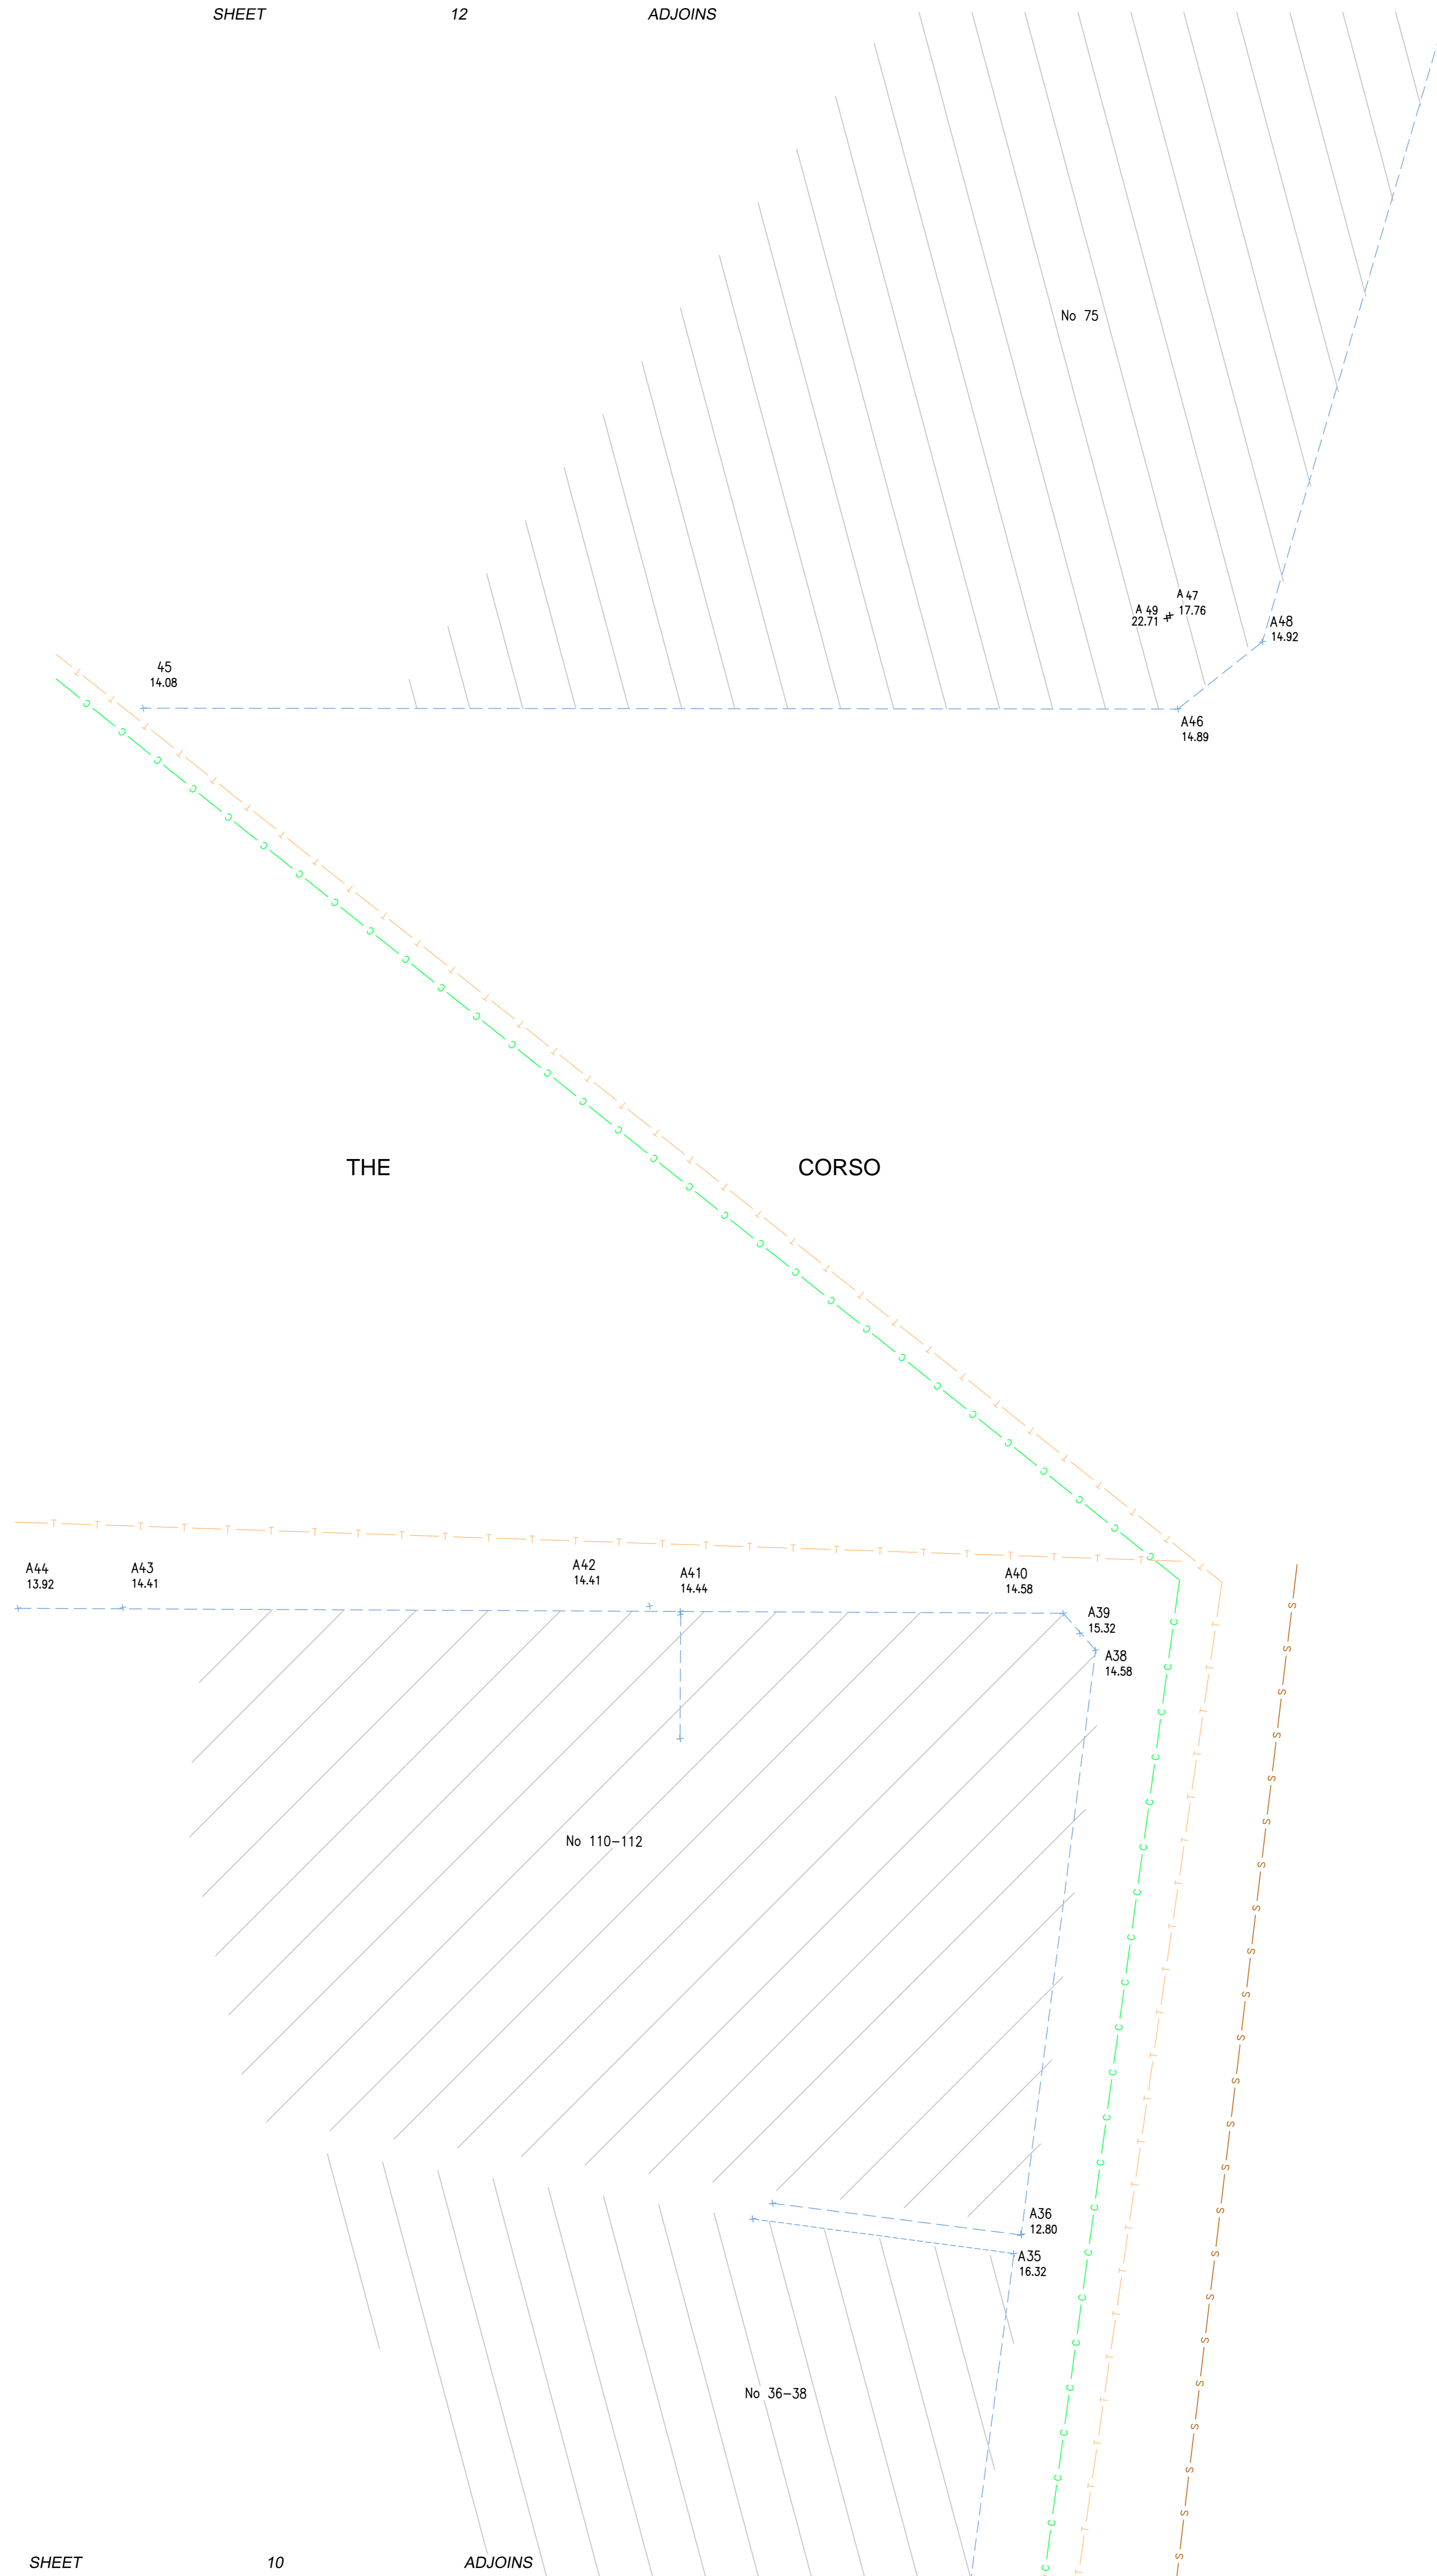 SHEET 12 ADJOINS
No 75
A 47
17.76
A 49
22.71
A48
14.92
45
14.08
A46
14.89
THE CORSO
A44
13.92
A43
14.41
A42
14.41
A41
14.44
A40
14.58
A39
15.32
A38
14.58
No 110-112
A36
12.80
A35
16.32
No 36-38
SHEET 10 ADJOINS